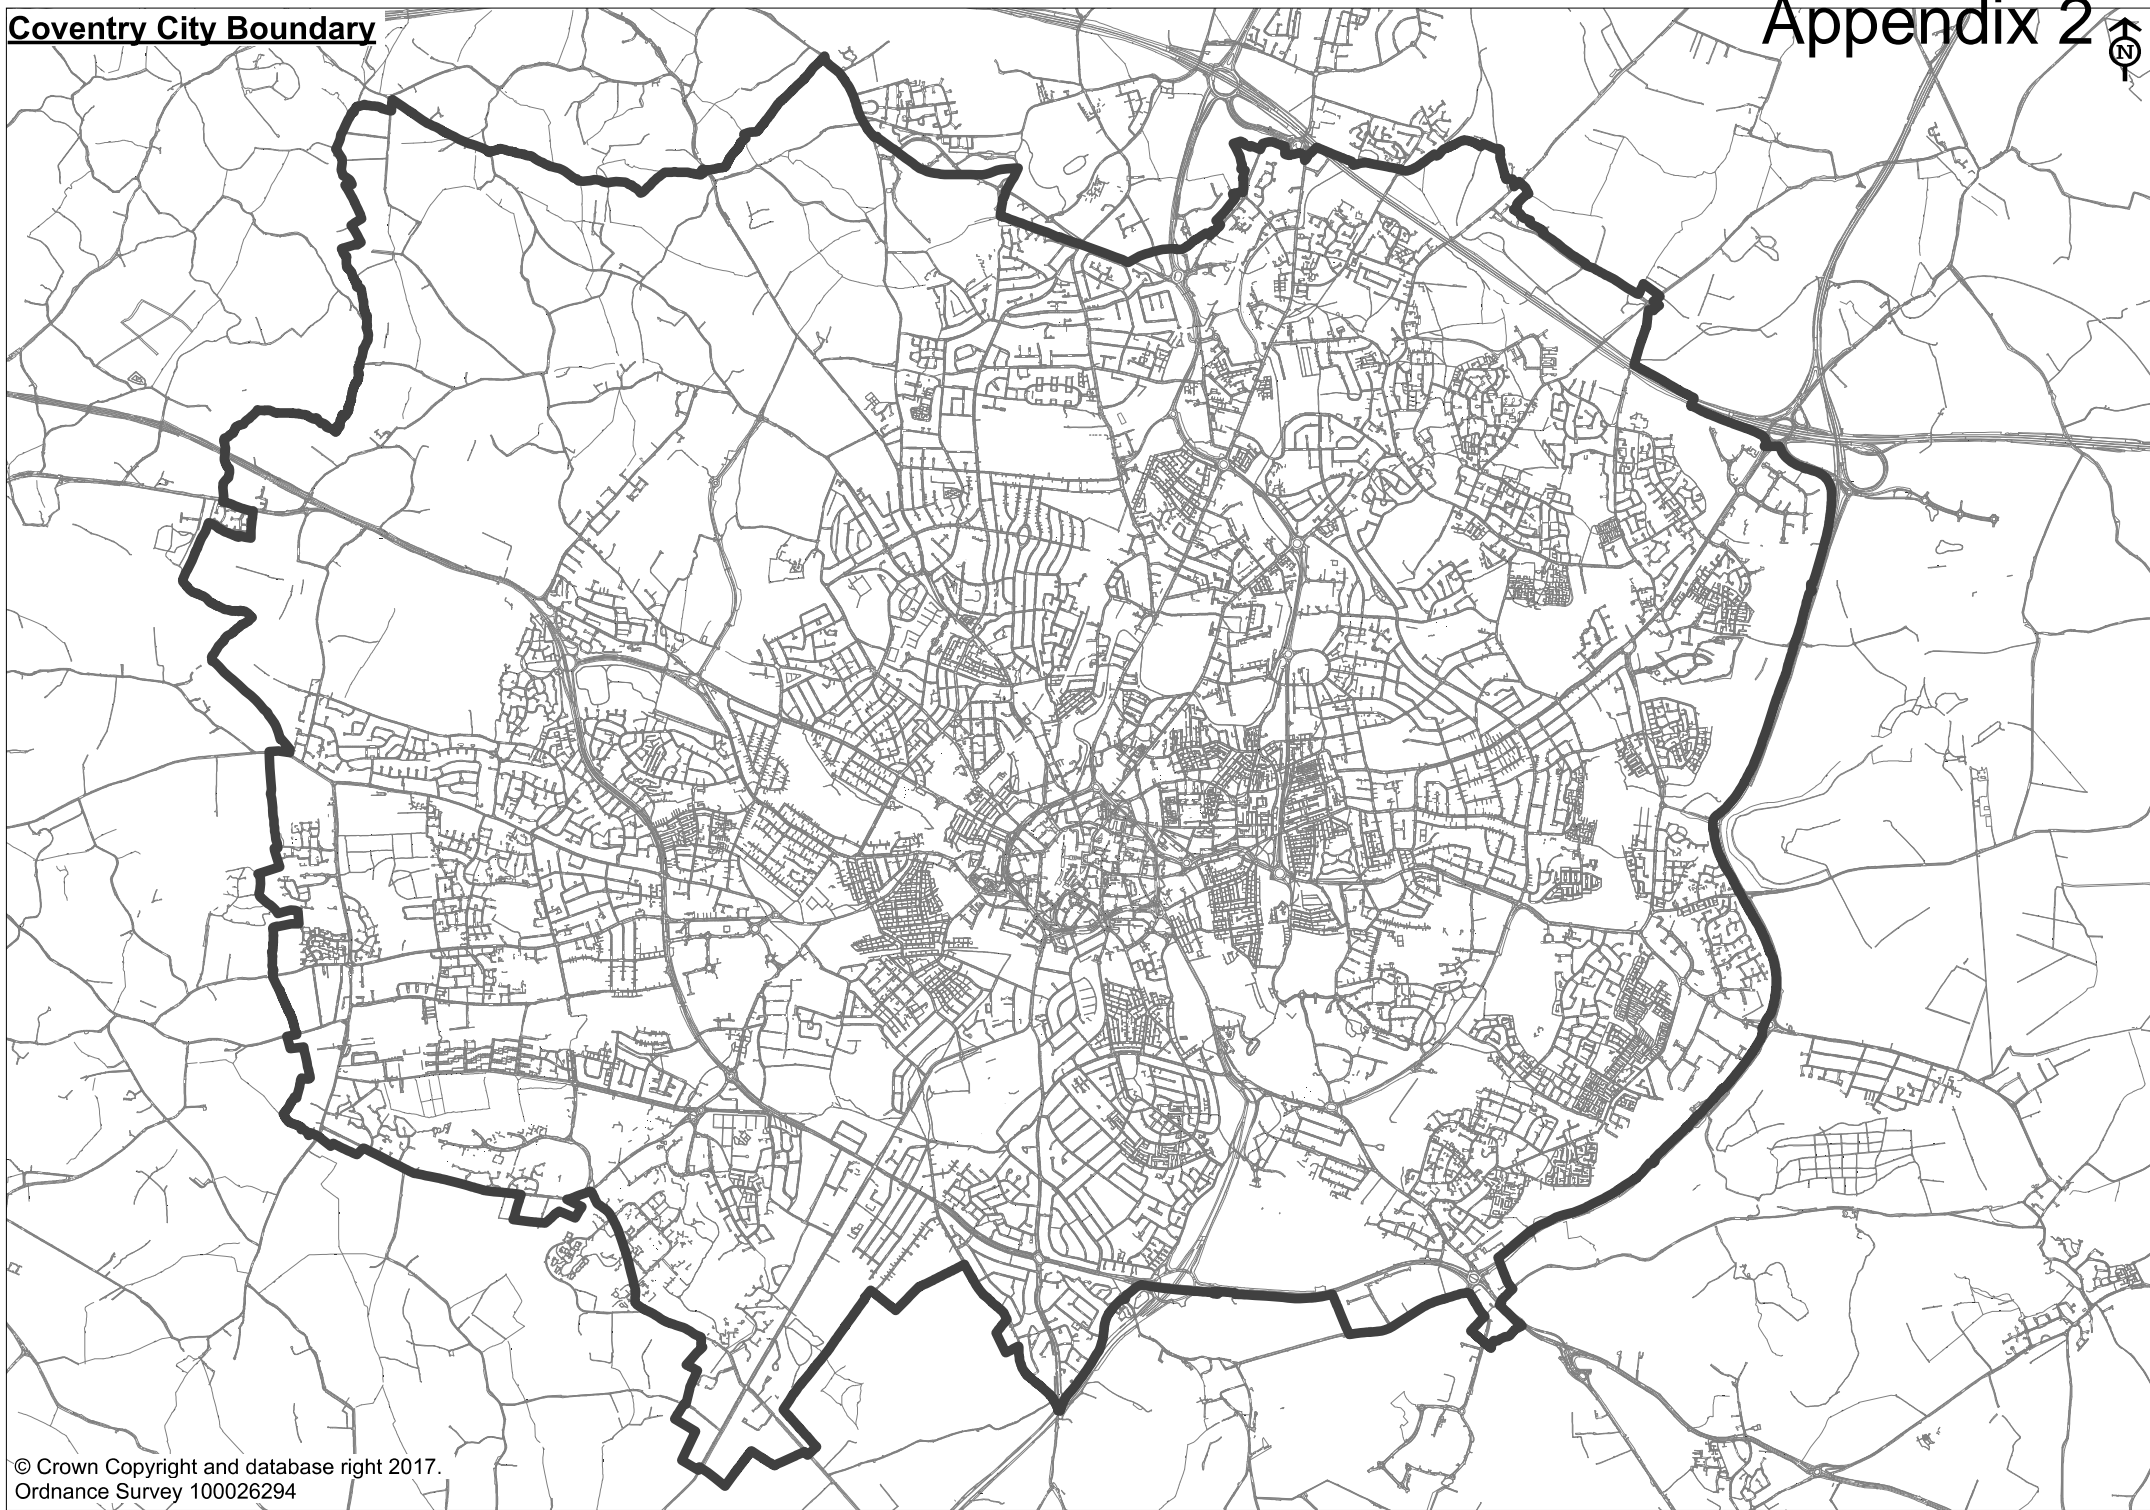 Coventry City Boundary
Appendix 2
N
© Crown Copyright and database right 2017.
Ordnance Survey 100026294